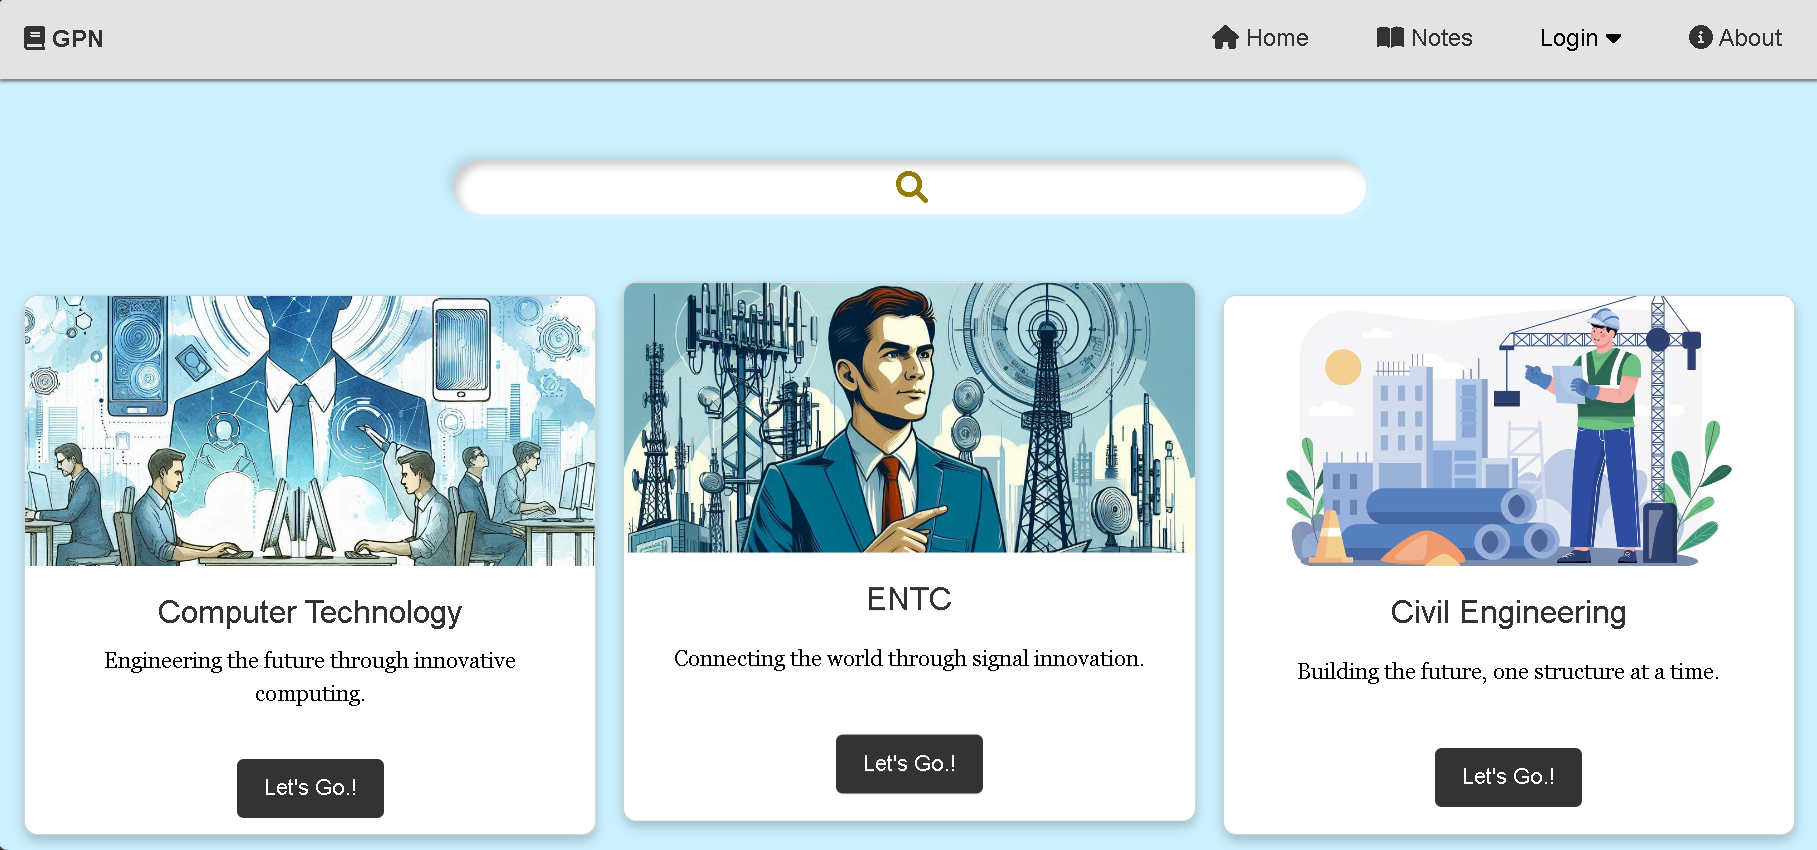 GPN
Home
Notes
Login
About
Computer Technology
Engineering the future through innovative
computing.
Let's Go.!
ENTC
Connecting the world through signal innovation.
Let's Go.!
Civil Engineering
Building the future, one structure at a time.
Let's Go.!